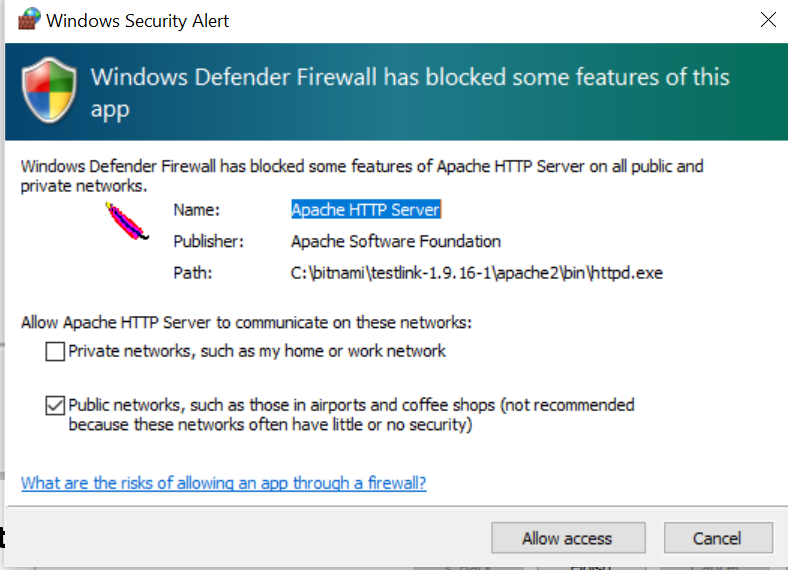 Windows Security Alert
Windows Defender Firewall has blocked some features of this
app
Windows Defender Firewall has blocked some features of Apache HTTP Server on all public and
private networks.
Name: Apache HTTP Server
Publisher: Apache Software Foundation
Path: C:\bitnami\testlink-1.9.16-1\apache2\bin\httpd.exe
Allow Apache HTTP Server to communicate on these networks:
Private networks, such as my home or work network
Public networks, such as those in airports and coffee shops (not recommended
because these networks often have little or no security)
What are the risks of allowing an app through a firewall?
Allow access Cancel